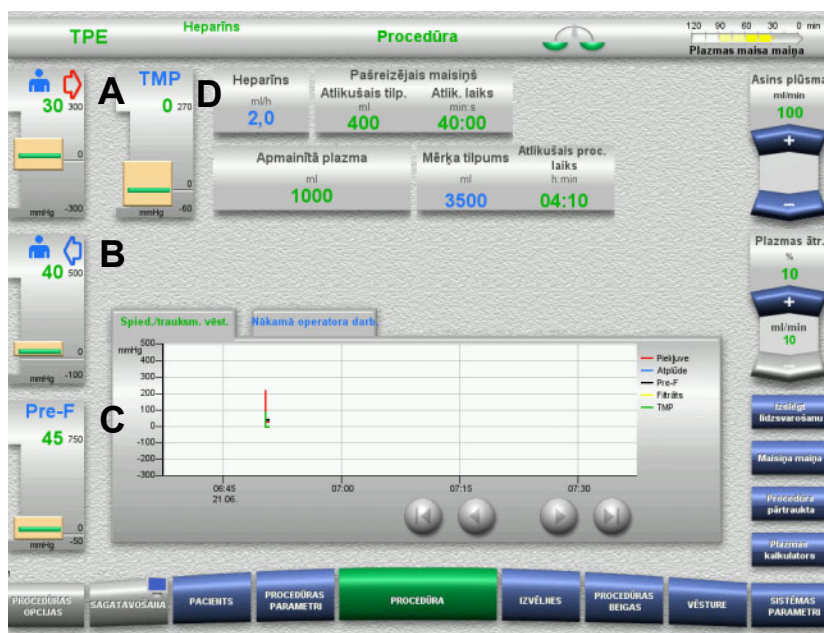 TPE
Heparīns
Procedūra
120 90 60 30 0 min
Plazmas maisa maiņa
30 300
0
mmHg -300
A
TMP
0 270
0
mmHg -60
D
Heparīns
ml/h
2,0
Pašreizējais maisiņš
Atlikušais tilp. Atlik. laiks
ml min:s
400 40:00
Apmainītā plazma
ml
1000
Mērķa tilpums
ml
3500
Atlikušais proc.
laiks
h:min
04:10
Asins plūsma
ml/min
100
+
−
40 500
0
mmHg -100
B
Plazmas ātr.
%
10
+
ml/min
10
−
Spied./trauksm. vēst.
Nākamā operatora darb.
mmHg
500
400
300
200
100
0
-100
-200
-300
06:45 07:00 07:15 07:30
21.06.
Piekļuve
Atplūde
Pre-F
Filtrāts
TMP
Pre-F
45 750
0
mmHg -50
C
Izslēgt
līdzsvarošanu
Maisiņa maiņa
Procedūra
pārtraukta
Plazmas
kalkulators
PROCEDŪRAS
OPCIJAS
SAGATAVOŠANA
PACIENTS
PROCEDŪRAS
PARAMETRI
PROCEDŪRA
IZVĒLNES
PROCEDŪRAS
BEIGAS
VĒSTURE
SISTĒMAS
PARAMETRI